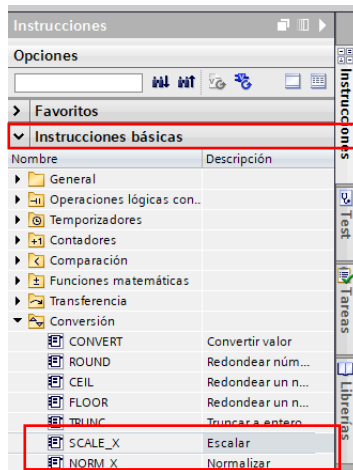 Instrucciones
Opciones
Favoritos
Instrucciones básicas
Nombre Descripción
General
Operaciones lógicas con..
Temporizadores
Contadores
Comparación
Funciones matemáticas
Transferencia
Conversión
CONVERT Convertir valor
ROUND Redondear núm...
CEIL Redondear un n...
FLOOR Redondear un n...
TRUNC Truncar a entero
SCALE_X Escalar
NORM_X Normalizar
Instrucciones
Test
Tareas
Librerías